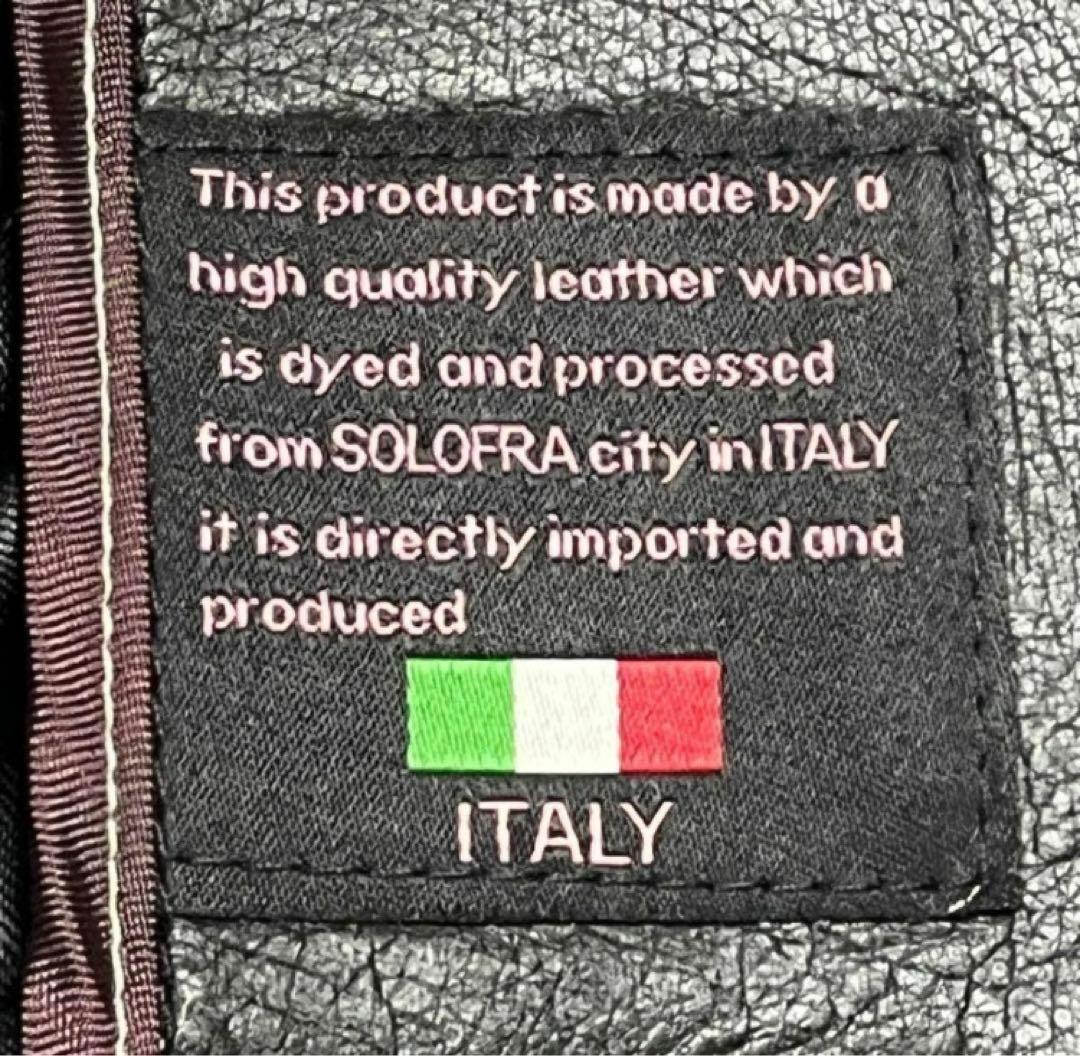 This product is made by a
high quality leather which
is dyed and processed
from SOLOFRA city in ITALY
it is directly imported and
produced
ITALY